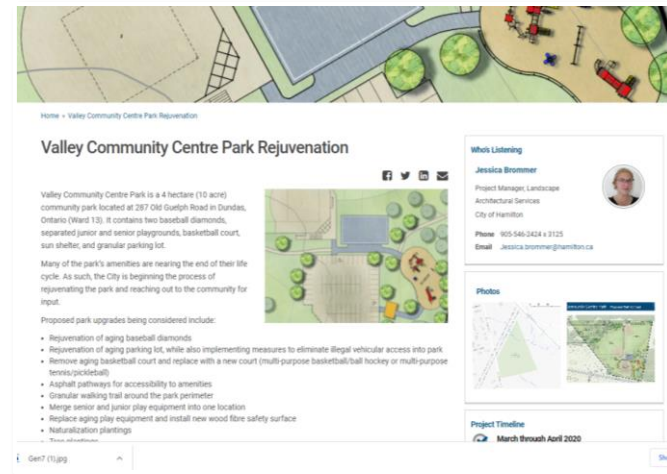 Home » Valley Community Centre Park Rejuvenation
Valley Community Centre Park Rejuvenation
Valley Community Centre Park is a 4 hectare (10 acre)
community park located at 287 Old Guelph Road in Dundas,
Ontario (Ward 13). It contains two baseball diamonds,
separated junior and senior playgrounds, basketball court,
sun shelter, and granular parking lot.
Many of the park's amenities are nearing the end of their life
cycle. As such, the City is beginning the process of
rejuvenating the park and reaching out to the community for
input.
Proposed park upgrades being considered include:
• Rejuvenation of aging baseball diamonds
• Rejuvenation of aging parking lot, while also implementing measures to eliminate illegal vehicular access into park
• Remove aging basketball court and replace with a new court (multi-purpose basketball/ball hockey or multi-purpose
tennis/pickleball)
• Asphalt pathways for accessibility to amenities
• Granular walking trail around the park perimeter
• Merge senior and junior play equipment into one location
• Replace aging play equipment and install new wood fibre safety surface
• Naturalization plantings
• Tree plantings
Who's Listening
Jessica Brommer
Project Manager, Landscape
Architectural Services
City of Hamilton
Phone 905-546-2424 x 3125
Email Jessica.brommer@hamilton.ca
Photos
Project Timeline
March through April 2020
Gen7 (1).jpg